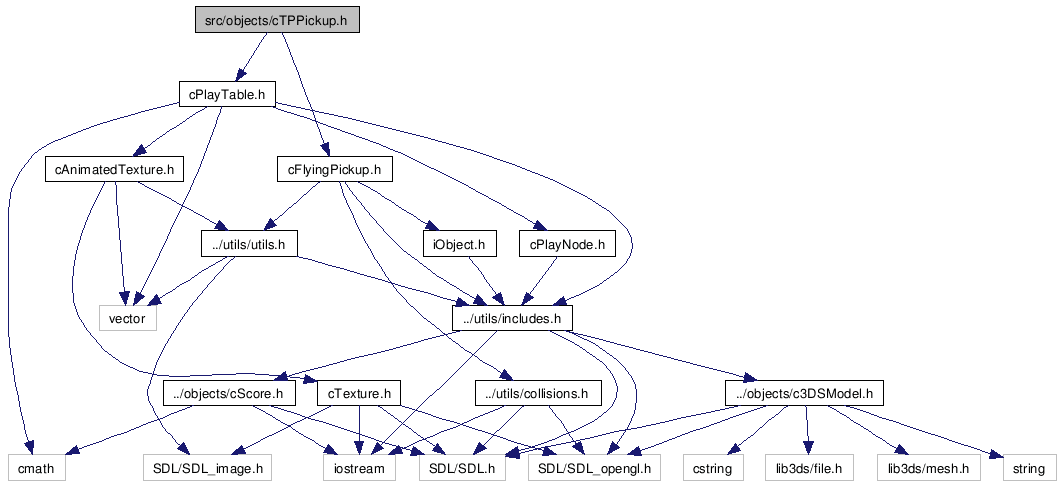 src/objects/cTPPickup.h
cPlayTable.h
cAnimatedTexture.h
cFlyingPickup.h
../utils/utils.h
iObject.h
cPlayNode.h
vector
../utils/includes.h
../objects/cScore.h
cTexture.h
../utils/collisions.h
../objects/c3DSModel.h
cmath
SDL/SDL_image.h
iostream
SDL/SDL.h
SDL/SDL_opengl.h
cstring
lib3ds/file.h
lib3ds/mesh.h
string